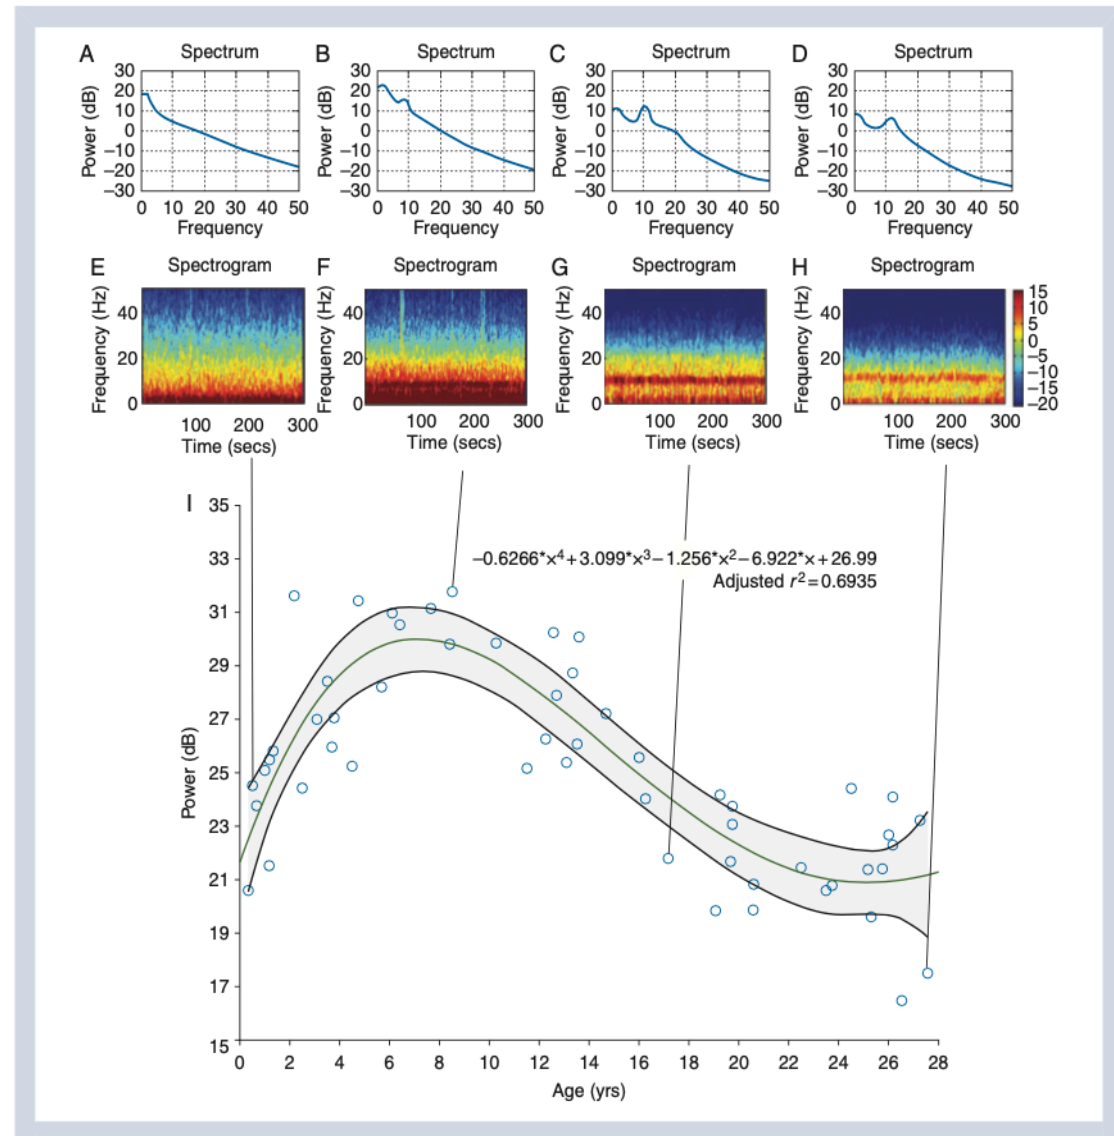 A Spectrum B Spectrum C Spectrum D Spectrum
Power (dB) 30 20 10 0 −10 −20 −30
0 10 20 30 40 50
Frequency
Power (dB) 30 20 10 0 −10 −20 −30
0 10 20 30 40 50
Frequency
Power (dB) 30 20 10 0 −10 −20 −30
0 10 20 30 40 50
Frequency
Power (dB) 30 20 10 0 −10 −20 −30
0 10 20 30 40 50
Frequency
E Spectrogram F Spectrogram G Spectrogram H Spectrogram
Frequency (Hz) 40 20 0
100 200 300
Time (secs)
Frequency (Hz) 40 20 0
100 200 300
Time (secs)
Frequency (Hz) 40 20 0
100 200 300
Time (secs)
Frequency (Hz) 40 20 0
100 200 300
Time (secs)
15
10
5
0
−5
−10
−15
−20
I
−0.6266*x⁴+3.099*x³−1.256*x²−6.922*x+26.99
Adjusted r²=0.6935
Power (dB)
35
33
31
29
27
25
23
21
19
17
15
0 2 4 6 8 10 12 14 16 18 20 22 24 26 28
Age (yrs)